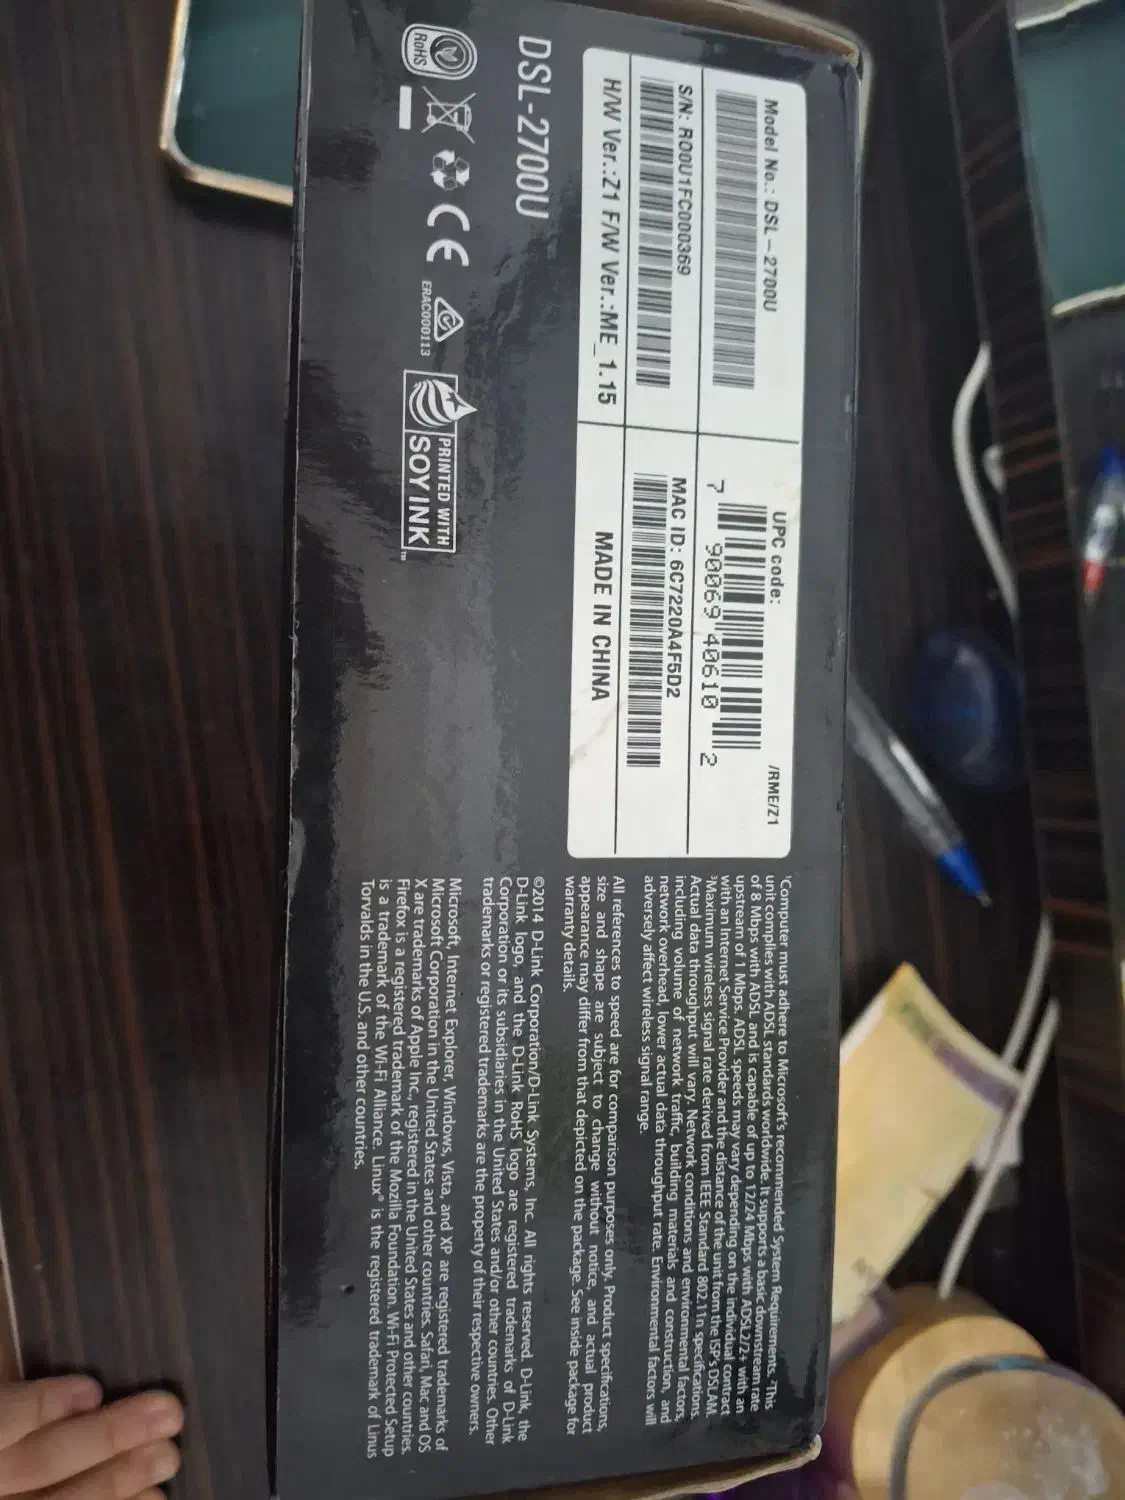 Model No.: DSL – 2700U
S/N: R00U1FC000369
H/W Ver.:Z1 F/W Ver.:ME_1.15
UPC code:
/RME/Z1
7 90069 40610 2
MAC ID: 6C7220A4F5D2
MADE IN CHINA
DSL-2700U
RoHS
CE
ERAC000113
PRINTED WITH
SOY INK™
¹Computer must adhere to Microsoft's recommended System Requirements. ²This
unit complies with ADSL standards worldwide. It supports a basic downstream rate
of 8 Mbps with ADSL and is capable of up to 12/24 Mbps with ADSL2/2+ with an
upstream of 1 Mbps. ADSL speeds may vary depending on the individual contract
with an Internet Service Provider and the distance of the unit from the ISP's DSLAM.
³Maximum wireless signal rate derived from IEEE Standard 802.11n specifications.
Actual data throughput will vary. Network conditions and environmental factors,
including volume of network traffic, building materials and construction, and
network overhead, lower actual data throughput rate. Environmental factors will
adversely affect wireless signal range.
All references to speed are for comparison purposes only. Product specifications,
size and shape are subject to change without notice, and actual product
appearance may differ from that depicted on the package. See inside package for
warranty details.
©2014 D-Link Corporation/D-Link Systems, Inc. All rights reserved. D-Link, the
D-Link logo, and the D-Link RoHS logo are registered trademarks of D-Link
Corporation or its subsidiaries in the United States and/or other countries. Other
trademarks or registered trademarks are the property of their respective owners.
Microsoft, Internet Explorer, Windows, Vista, and XP are registered trademarks of
Microsoft Corporation in the United States and other countries. Safari, Mac and OS
X are trademarks of Apple Inc., registered in the United States and other countries.
Firefox is a registered trademark of the Mozilla Foundation. Wi-Fi Protected Setup
is a trademark of the Wi-Fi Alliance. Linux® is the registered trademark of Linus
Torvalds in the U.S. and other countries.